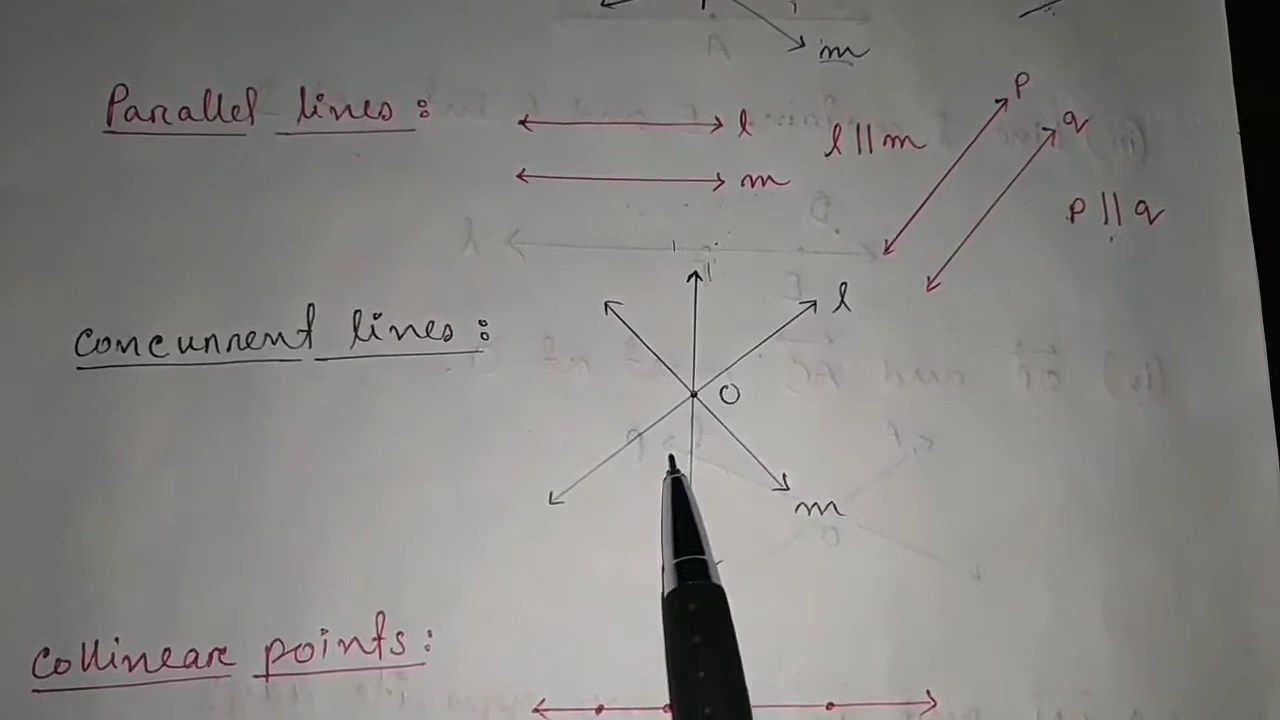 m
Parallel lines:
l
l || m
m
p
q
p || q
Concurrent lines:
l
O
m
Collinear points: